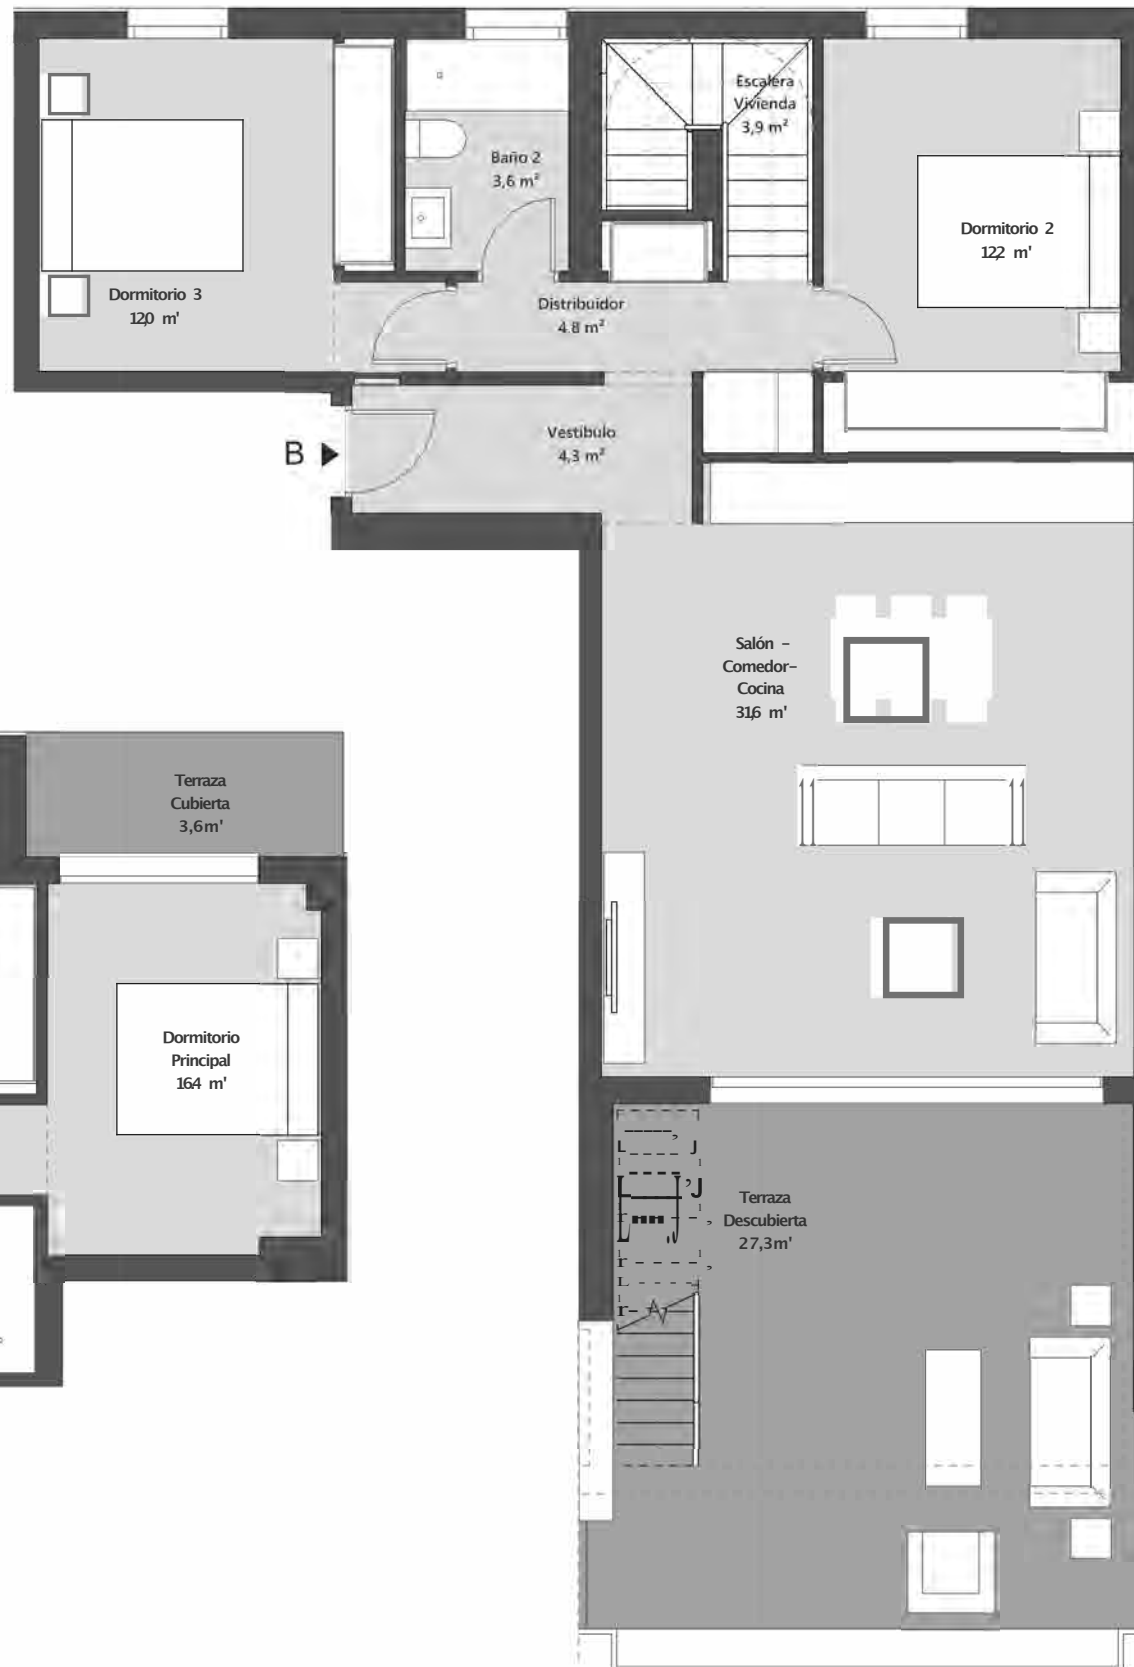 Escalera
Vivienda
3,9 m²
Baño 2
3,6 m²
Dormitorio 2
12,2 m²
Dormitorio 3
12,0 m'
Distribuidor
4.8 m²
B
Vestíbulo
4,3 m²
Salón -
Comedor-
Cocina
31,6 m'
Terraza
Cubierta
3,6m'
Dormitorio
Principal
16.4 m'
Terraza
Descubierta
27,3m'